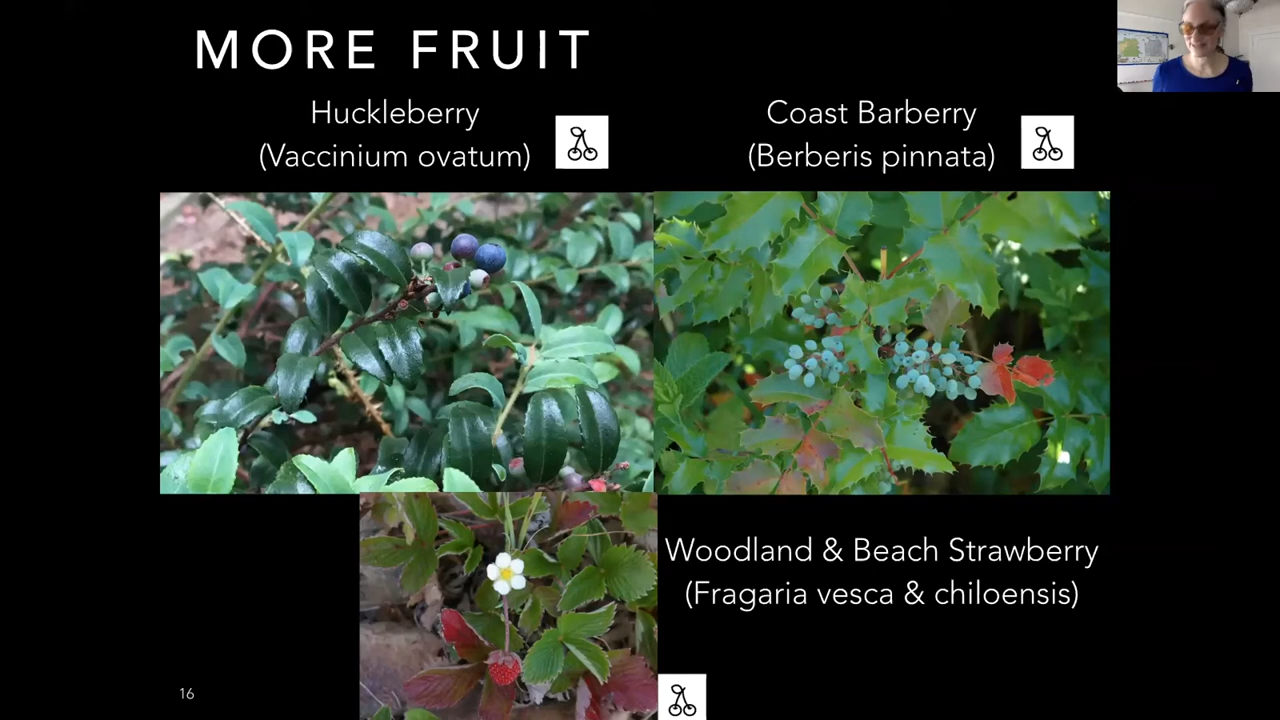 MORE FRUIT
Huckleberry
(Vaccinium ovatum)
Coast Barberry
(Berberis pinnata)
Woodland & Beach Strawberry
(Fragaria vesca & chiloensis)
16